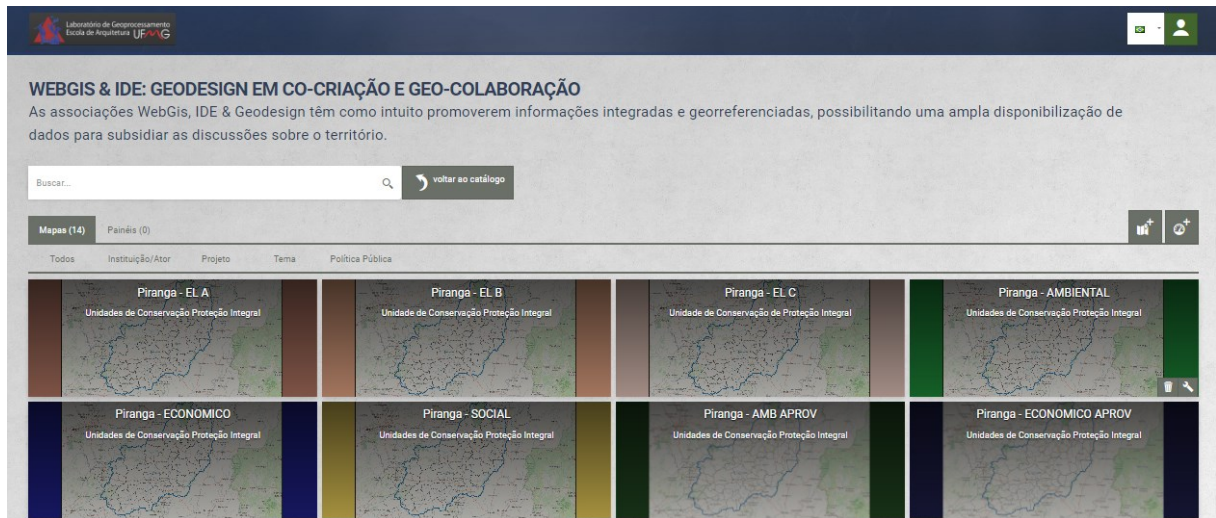 Laboratório de Geoprocessamento
Escola de Arquitetura UFMG
WEBGIS & IDE: GEODESIGN EM CO-CRIAÇÃO E GEO-COLABORAÇÃO
As associações WebGis, IDE & Geodesign têm como intuito promoverem informações integradas e georreferenciadas, possibilitando uma ampla disponibilização de
dados para subsidiar as discussões sobre o território.
Buscar...
voltar ao catálogo
Mapas (14) Painéis (0)
Todos Instituição/Ator Projeto Tema Política Pública
Piranga - EL A Piranga - EL B Piranga - EL C Piranga - AMBIENTAL
Unidades de Conservação Proteção Integral Unidade de Conservação Proteção Integral Unidade de Conservação de Proteção Integral Unidades de Conservação Proteção Integral
Piranga - ECONOMICO Piranga - SOCIAL Piranga - AMB APROV Piranga - ECONOMICO APROV
Unidades de Conservação Proteção Integral Unidades de Conservação Proteção Integral Unidades de Conservação Proteção Integral Unidades de Conservação Proteção Integral